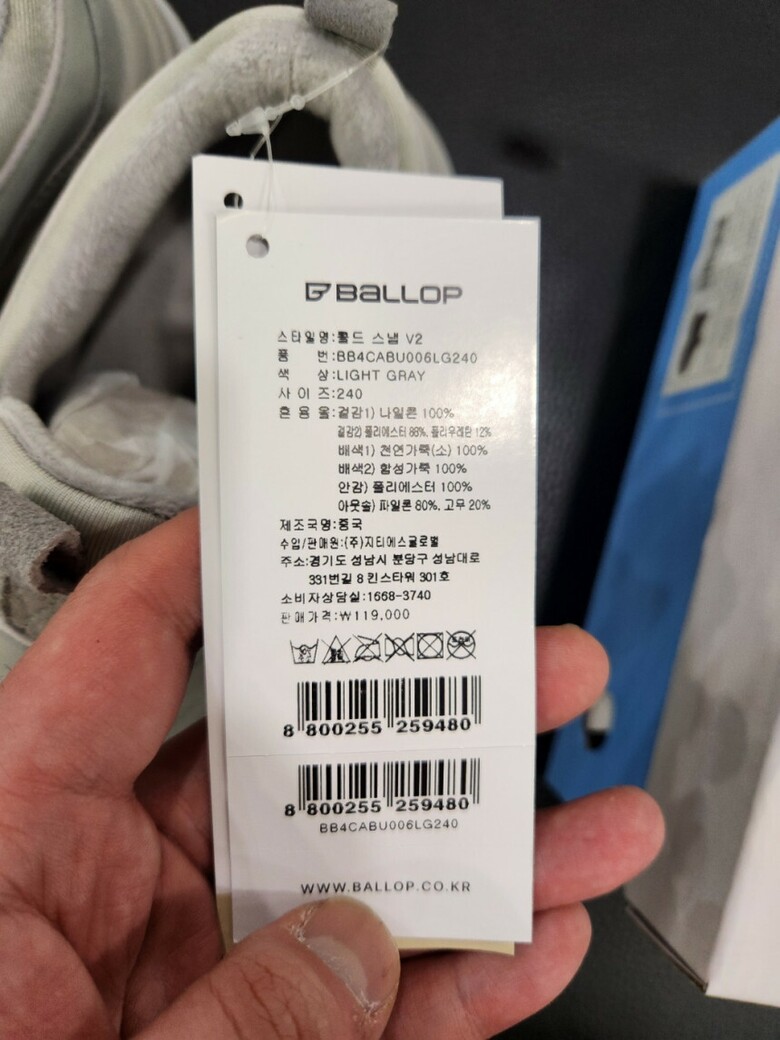 BALLOP
스타일명:폴드 스냅 V2
품 번:BB4CABU006LG240
색 상:LIGHT GRAY
사 이 즈:240
혼 용 율:겉감1) 나일론 100%
겉감2) 폴리에스터 88%, 폴리우레탄 12%
배색1) 천연가죽(소) 100%
배색2) 합성가죽 100%
안감) 폴리에스터 100%
아웃솔) 파일론 80%, 고무 20%
제조국명:중국
수입/판매원:(주)지티에스글로벌
주소:경기도 성남시 분당구 성남대로
331번길 8 킨스타워 301호
소비자상담실:1668-3740
판매가격:₩119,000
8 800255 259480
8 800255 259480
BB4CABU006LG240
WWW.BALLOP.CO.KR